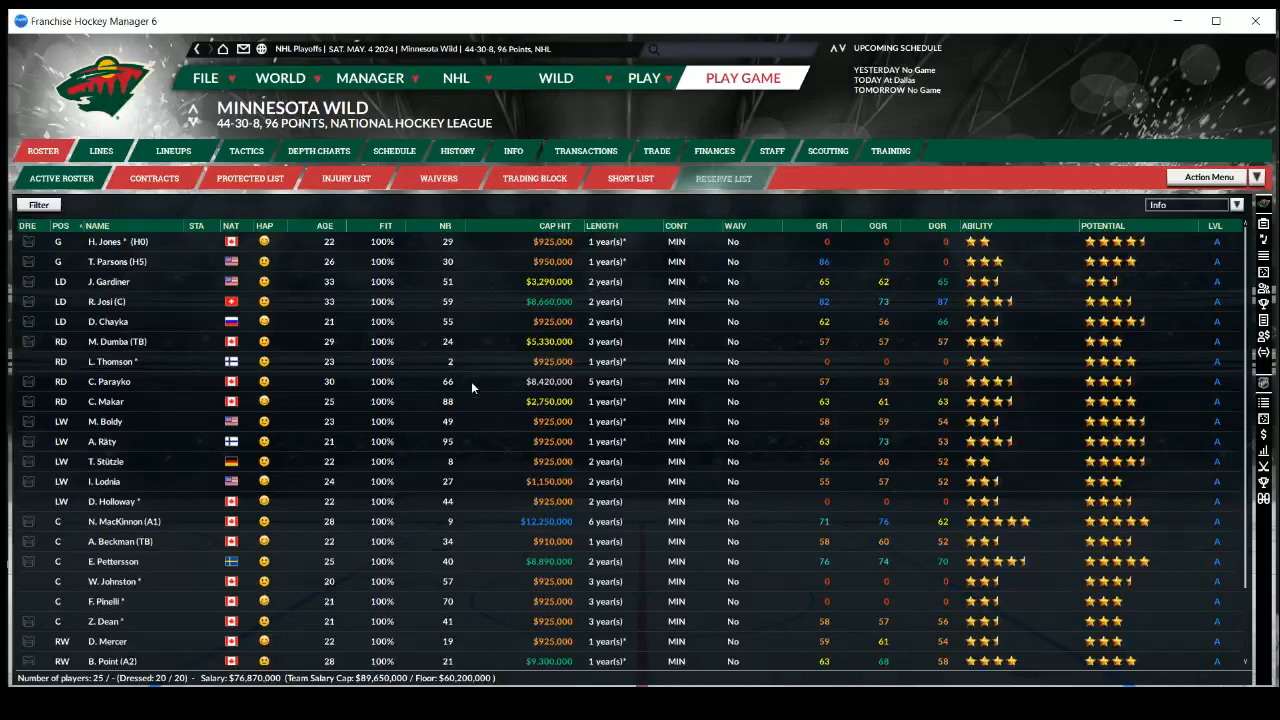 Franchise Hockey Manager 6
NHL Playoffs | SAT. MAY. 4 2024 | Minnesota Wild | 44-30-8, 96 Points, NHL
UPCOMING SCHEDULE
YESTERDAY No Game
TODAY At Dallas
TOMORROW No Game
FILE WORLD MANAGER NHL WILD PLAY PLAY GAME
MINNESOTA WILD
44-30-8, 96 POINTS, NATIONAL HOCKEY LEAGUE
ROSTER LINES LINEUPS TACTICS DEPTH CHARTS SCHEDULE HISTORY INFO TRANSACTIONS TRADE FINANCES STAFF SCOUTING TRAINING
ACTIVE ROSTER CONTRACTS PROTECTED LIST INJURY LIST WAIVERS TRADING BLOCK SHORT LIST RESERVE LIST Action Menu
Filter Info
DRE POS NAME STA NAT HAP AGE FIT NR CAP HIT LENGTH CONT WAIV GR OGR DGR ABILITY POTENTIAL LVL
G H. Jones * (H0) 22 100% 29 $925,000 1 year(s)* MIN No 0 0 0 A
G T. Parsons (H5) 26 100% 30 $950,000 1 year(s)* MIN No 86 0 0 A
LD J. Gardiner 33 100% 51 $3,290,000 2 year(s) MIN No 65 62 65 A
LD R. Josi (C) 33 100% 59 $8,660,000 2 year(s) MIN No 82 73 87 A
LD D. Chayka 21 100% 55 $925,000 2 year(s) MIN No 62 56 66 A
RD M. Dumba (TB) 29 100% 24 $5,330,000 3 year(s) MIN No 57 57 57 A
RD L. Thomson * 23 100% 2 $925,000 1 year(s)* MIN No 0 0 0 A
RD C. Parayko 30 100% 66 $8,420,000 5 year(s) MIN No 57 53 58 A
RD C. Makar 25 100% 88 $2,750,000 1 year(s)* MIN No 63 61 63 A
LW M. Boldy 23 100% 49 $925,000 1 year(s)* MIN No 58 59 54 A
LW A. Räty 21 100% 95 $925,000 1 year(s)* MIN No 63 73 53 A
LW T. Stützle 22 100% 8 $925,000 2 year(s) MIN No 56 60 52 A
LW I. Lodnia 24 100% 27 $1,150,000 2 year(s) MIN No 55 57 52 A
LW D. Holloway * 22 100% 44 $925,000 2 year(s) MIN No 0 0 0 A
C N. MacKinnon (A1) 28 100% 9 $12,250,000 6 year(s) MIN No 71 76 62 A
C A. Beckman (TB) 22 100% 34 $910,000 1 year(s)* MIN No 58 60 52 A
C E. Pettersson 25 100% 40 $8,890,000 2 year(s) MIN No 76 74 70 A
C W. Johnston * 20 100% 57 $925,000 3 year(s) MIN No 0 0 0 A
C F. Pinelli * 21 100% 70 $925,000 3 year(s) MIN No 0 0 0 A
C Z. Dean * 21 100% 41 $925,000 3 year(s) MIN No 58 57 56 A
RW D. Mercer 22 100% 19 $925,000 1 year(s)* MIN No 59 61 54 A
RW B. Point (A2) 28 100% 21 $9,300,000 1 year(s)* MIN No 63 68 58 A
Number of players: 25 / - (Dressed: 20 / 20) - Salary: $76,870,000 (Team Salary Cap: $89,650,000 / Floor: $60,200,000 )